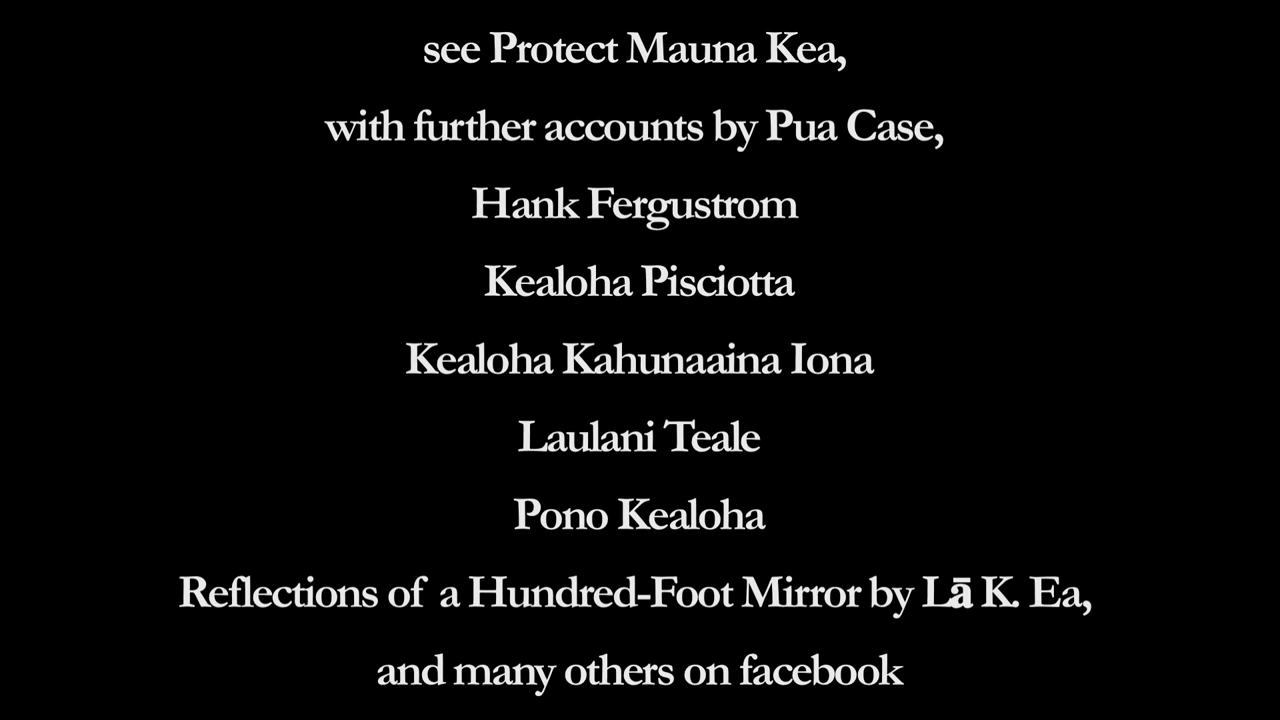 see Protect Mauna Kea,
with further accounts by Pua Case,
Hank Fergustrom
Kealoha Pisciotta
Kealoha Kahunaaina Iona
Laulani Teale
Pono Kealoha
Reflections of a Hundred-Foot Mirror by Lā K. Ea,
and many others on facebook